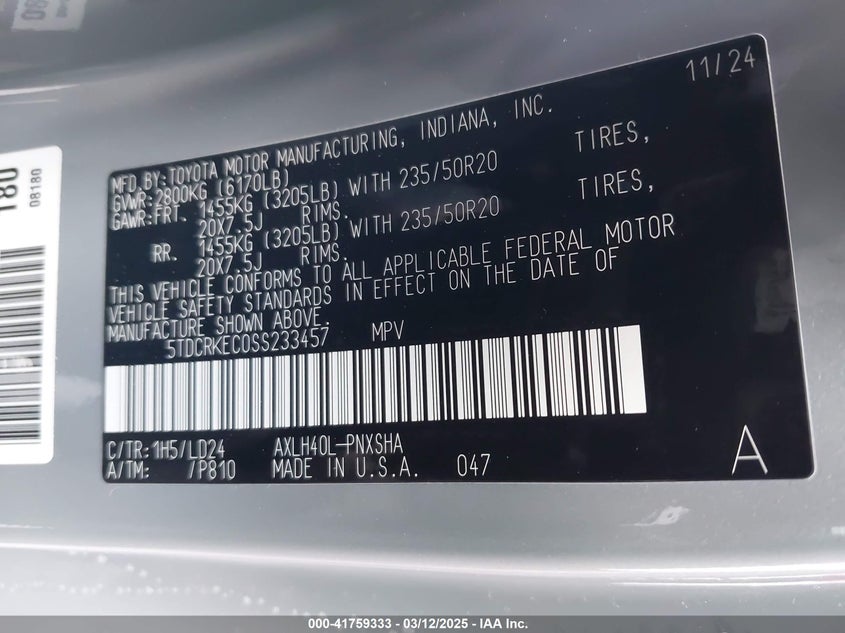 11/24
MFD.BY:TOYOTA MOTOR MANUFACTURING, INDIANA, INC.
GVWR: 2800KG (6170LB)
GAWR:FRT. 1455KG (3205LB) WITH 235/50R20 TIRES,
20X7.5J RIMS.
RR. 1455KG (3205LB) WITH 235/50R20 TIRES,
20X7.5J RIMS.
THIS VEHICLE CONFORMS TO ALL APPLICABLE FEDERAL MOTOR
VEHICLE SAFETY STANDARDS IN EFFECT ON THE DATE OF
MANUFACTURE SHOWN ABOVE.
5TDCRKEC0SS233457 MPV
C/TR: 1H5/LD24 AXLH40L-PNXSHA
A/TM: /P810 MADE IN U.S.A. 047
A
180
08180
000-41759333 - 03/12/2025 - IAA Inc.